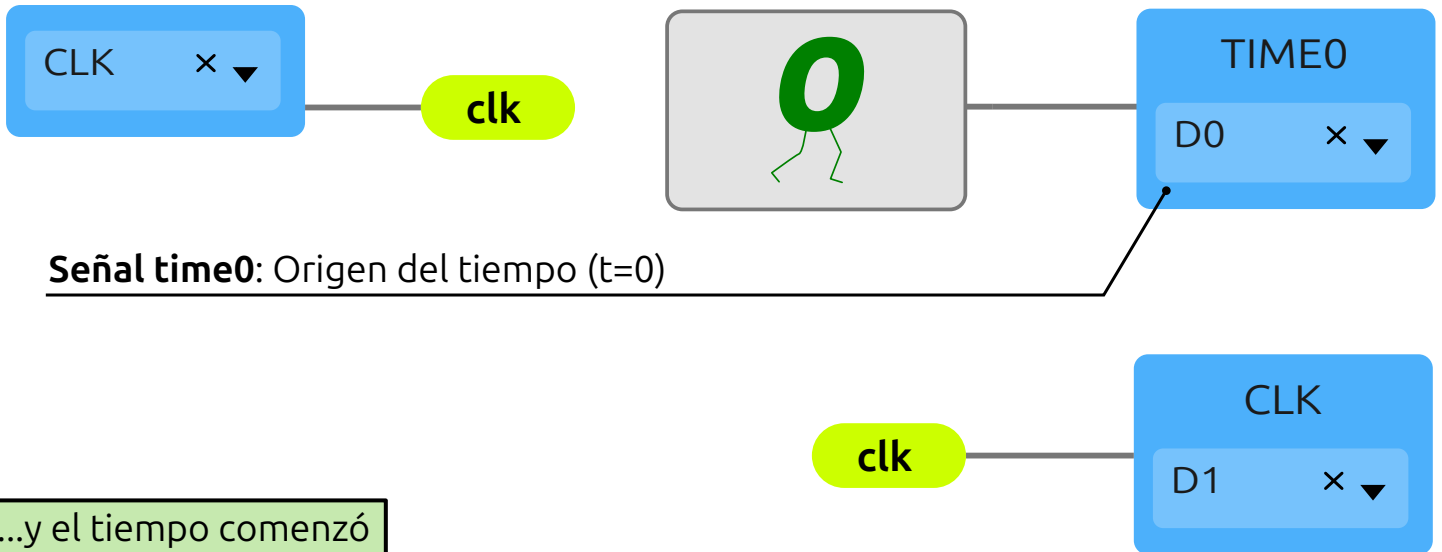 CLK
clk
0
TIME0
D0
Señal time0: Origen del tiempo (t=0)
CLK
clk
D1
...y el tiempo comenzó